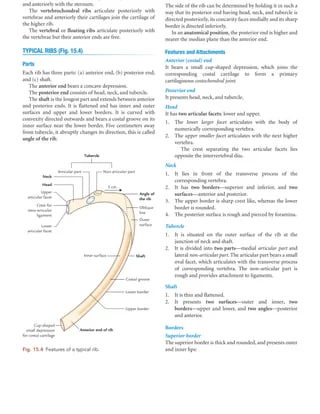 and anteriorly with the sternum.
The vertebrochondral ribs articulate posteriorly with
vertebrae and anteriorly their cartilages join the cartilage of
the higher rib.
The vertebral or floating ribs articulate posteriorly with
the vertebrae but their anterior ends are free.
TYPICAL RIBS (Fig. 15.4)
Parts
Each rib has three parts: (a) anterior end, (b) posterior end,
and (c) shaft.
The anterior end bears a concave depression.
The posterior end consists of head, neck, and tubercle.
The shaft is the longest part and extends between anterior
and posterior ends. It is flattened and has inner and outer
surfaces and upper and lower borders. It is curved with
convexity directed outwards and bears a costal groove on its
inner surface near the lower border. Five centimeters away
from tubercle, it abruptly changes its direction, this is called
angle of the rib.
Tubercle
Articular part
Non-articular part
Neck
Head
Upper
articular facet
Crest for
intra-articular
ligament
Lower
articular facet
5 cm
Angle of
the rib
Oblique
line
Outer
surface
Inner surface
Shaft
Costal groove
Lower border
Upper border
Cup-shaped
small depression
for costal cartilage
Anterior end of rib
Fig. 15.4 Features of a typical rib.
The side of the rib can be determined by holding it in such a
way that its posterior end having head, neck, and tubercle is
directed posteriorly, its concavity faces medially and its sharp
border is directed inferiorly.
In an anatomical position, the posterior end is higher and
nearer the median plane than the anterior end.
Features and Attachments
Anterior (costal) end
It bears a small cup-shaped depression, which joins the
corresponding costal cartilage to form a primary
cartilaginous costochondral joint.
Posterior end
It presents head, neck, and tubercle.
Head
It has two articular facets: lower and upper.
1. The lower larger facet articulates with the body of
numerically corresponding vertebra.
2. The upper smaller facet articulates with the next higher
vertebra.
The crest separating the two articular facets lies
opposite the intervertebral disc.
Neck
1. It lies in front of the transverse process of the
corresponding vertebra.
2. It has two borders—superior and inferior, and two
surfaces—anterior and posterior.
3. The upper border is sharp crest like, whereas the lower
border is rounded.
4. The posterior surface is rough and pierced by foramina.
Tubercle
1. It is situated on the outer surface of the rib at the
junction of neck and shaft.
2. It is divided into two parts—medial articular part and
lateral non-articular part. The articular part bears a small
oval facet, which articulates with the transverse process
of corresponding vertebra. The non-articular part is
rough and provides attachment to ligaments.
Shaft
1. It is thin and flattened.
2. It presents two surfaces—outer and inner, two
borders—upper and lower, and two angles—posterior
and anterior.
Borders
Superior border
The superior border is thick and rounded, and presents outer
and inner lips: